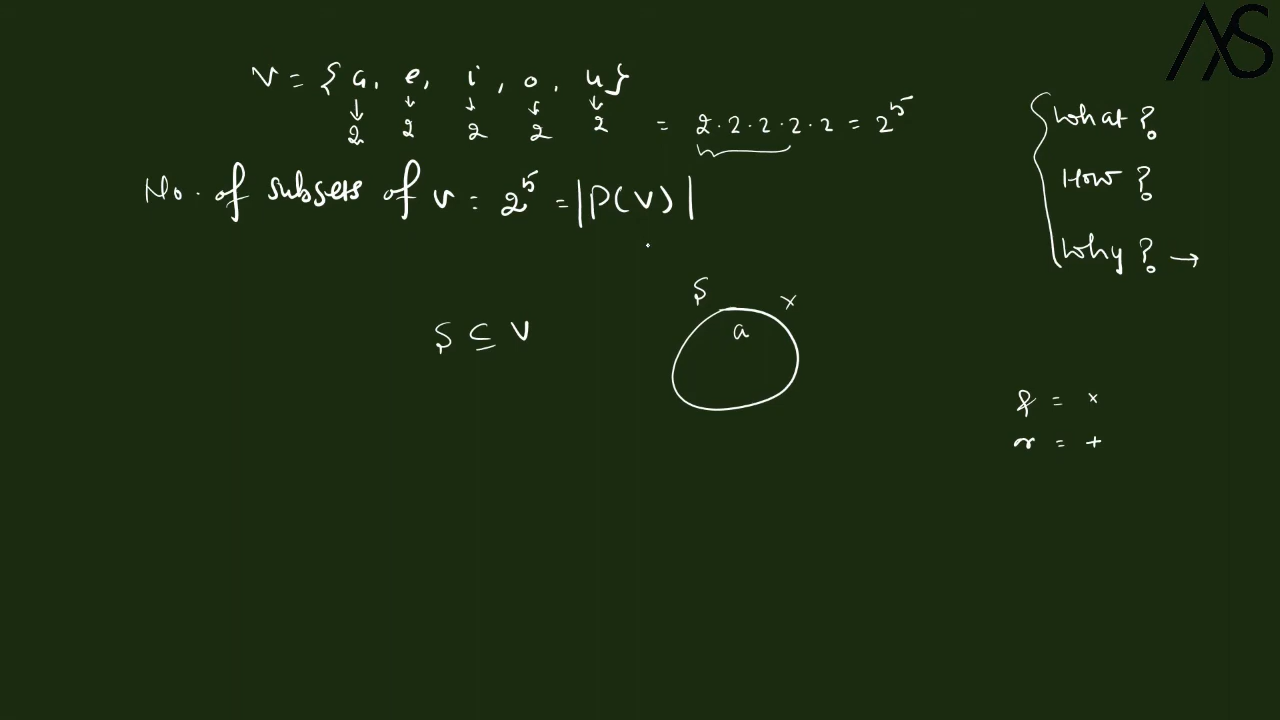 V = {a, e, i, o, u}
↓ ↓ ↓ ↓ ↓
2 2 2 2 2 = 2·2·2·2·2 = 2⁵
No. of subsets of V = 2⁵ = |P(V)|
S ⊆ V
S x
a
What ?
How ?
Why ? →
& = ×
r = +
NS